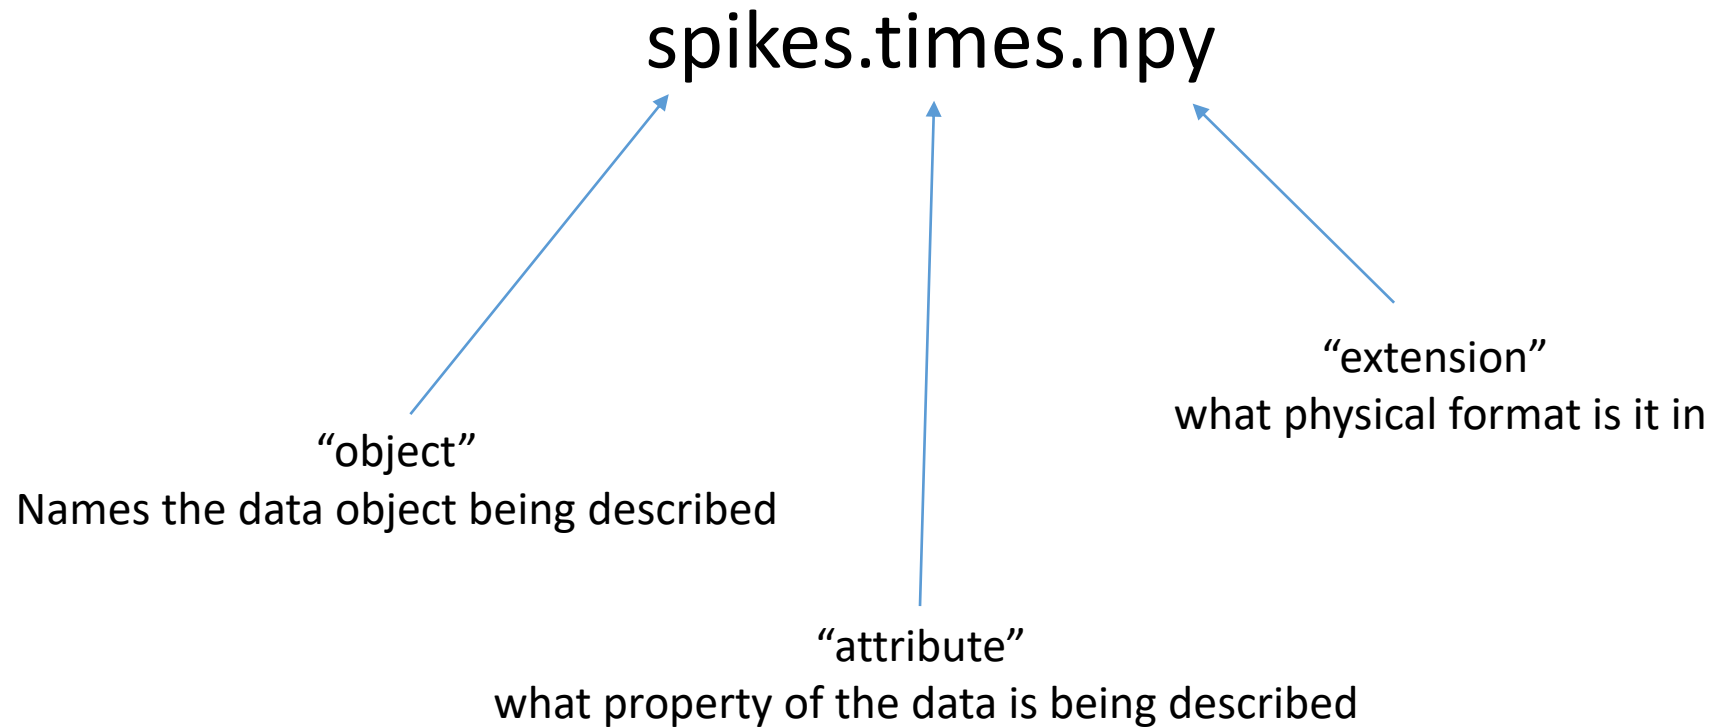 spikes.times.npy
“object”
Names the data object being described
“attribute”
what property of the data is being described
“extension”
what physical format is it in